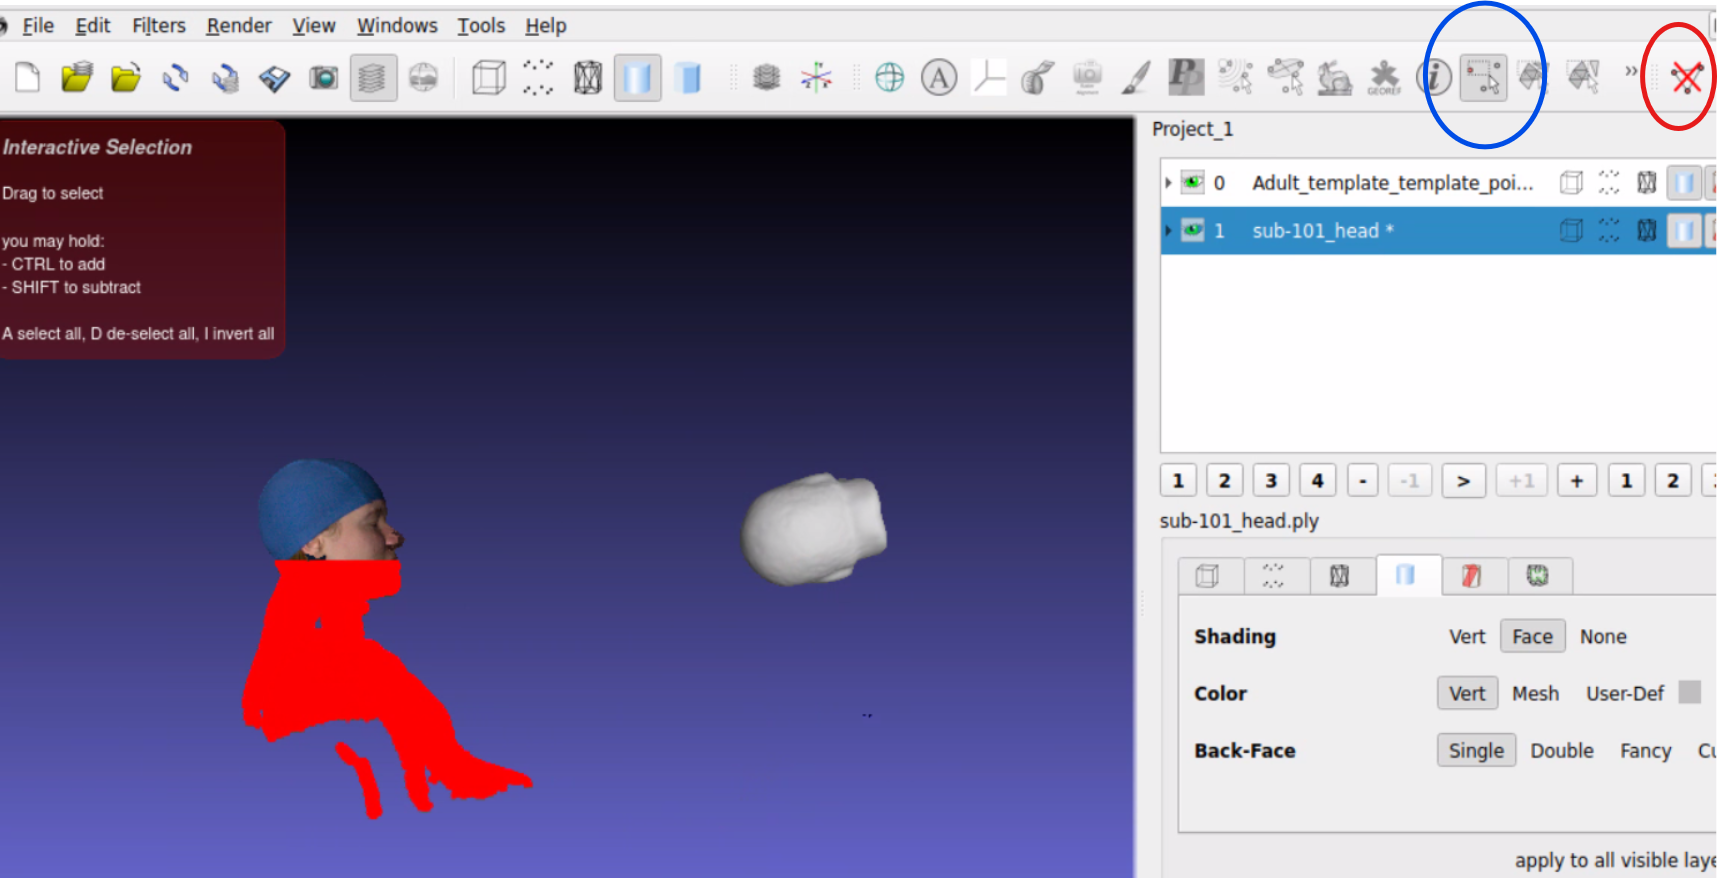 File Edit Filters Render View Windows Tools Help
A P i GEOREF »
Interactive Selection
Drag to select
you may hold:
- CTRL to add
- SHIFT to subtract
A select all, D de-select all, I invert all
Project_1
0 Adult_template_template_poi...
1 sub-101_head *
1 2 3 4 - -1 > +1 + 1 2
sub-101_head.ply
Shading Vert Face None
Color Vert Mesh User-Def
Back-Face Single Double Fancy
apply to all visible